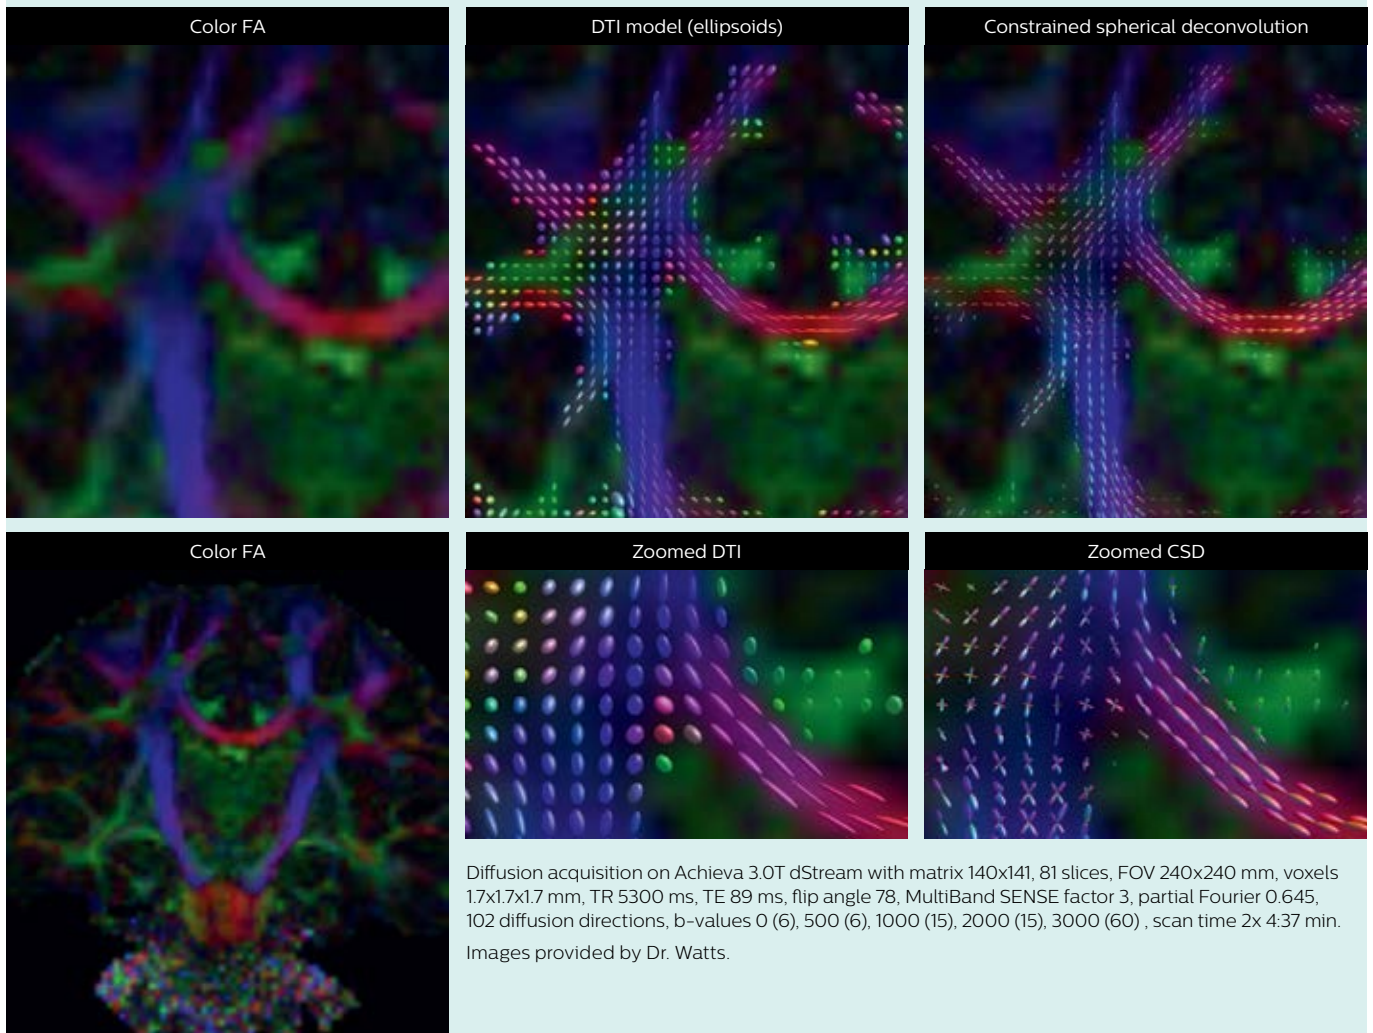 Color FA
DTI model (ellipsoids)
Constrained spherical deconvolution
Color FA
Zoomed DTI
Zoomed CSD
Diffusion acquisition on Achieva 3.0T dStream with matrix 140x141, 81 slices, FOV 240x240 mm, voxels
1.7x1.7x1.7 mm, TR 5300 ms, TE 89 ms, flip angle 78, MultiBand SENSE factor 3, partial Fourier 0.645,
102 diffusion directions, b-values 0 (6), 500 (6), 1000 (15), 2000 (15), 3000 (60) , scan time 2x 4:37 min.
Images provided by Dr. Watts.